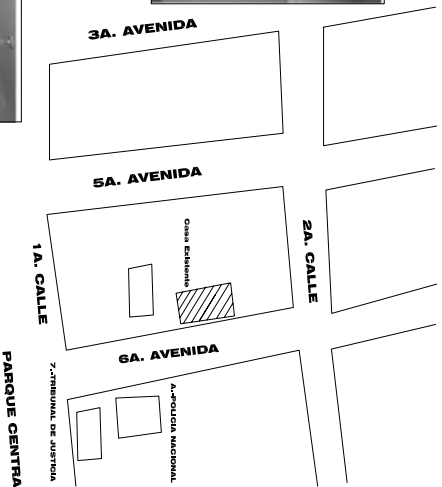 3A. AVENIDA
5A. AVENIDA
Casa Existente
1A. CALLE
2A. CALLE
6A. AVENIDA
PARQUE CENTRA
7.-TRIBUNAL DE JUSTICIA
A.-POLICIA NACIONAL